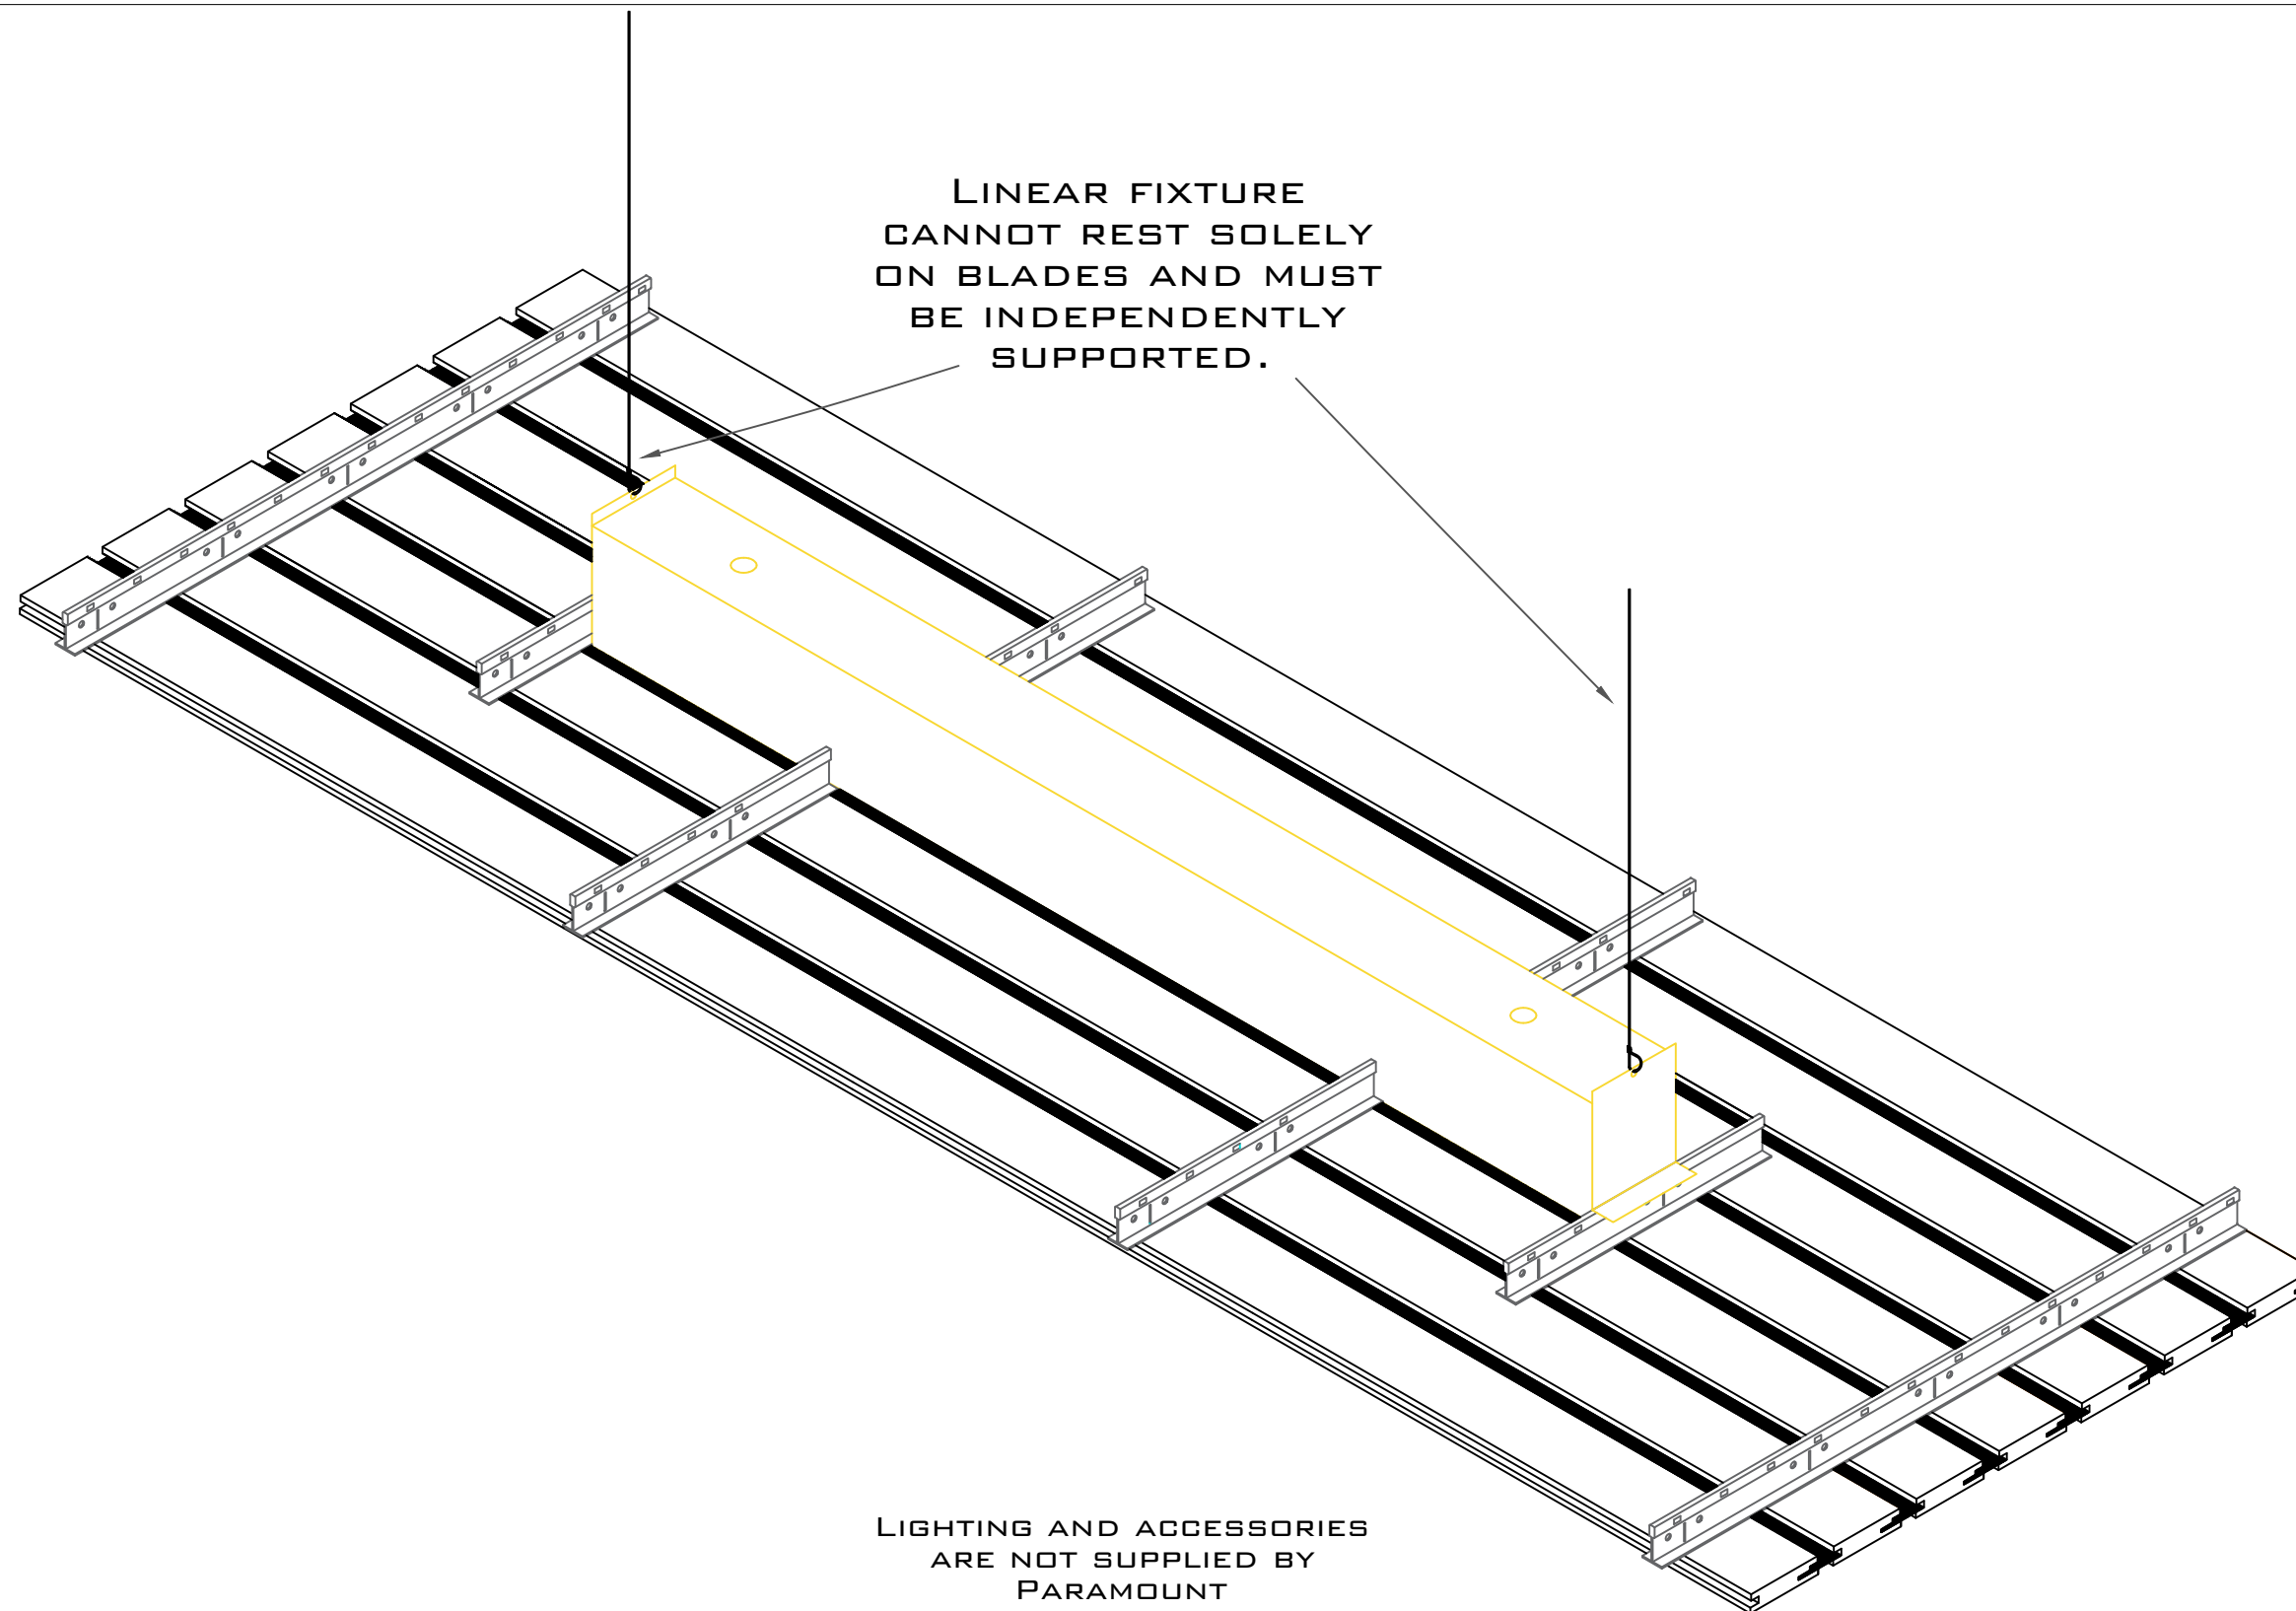 LINEAR FIXTURE
CANNOT REST SOLELY
ON BLADES AND MUST
BE INDEPENDENTLY
SUPPORTED.
LIGHTING AND ACCESSORIES
ARE NOT SUPPLIED BY
PARAMOUNT